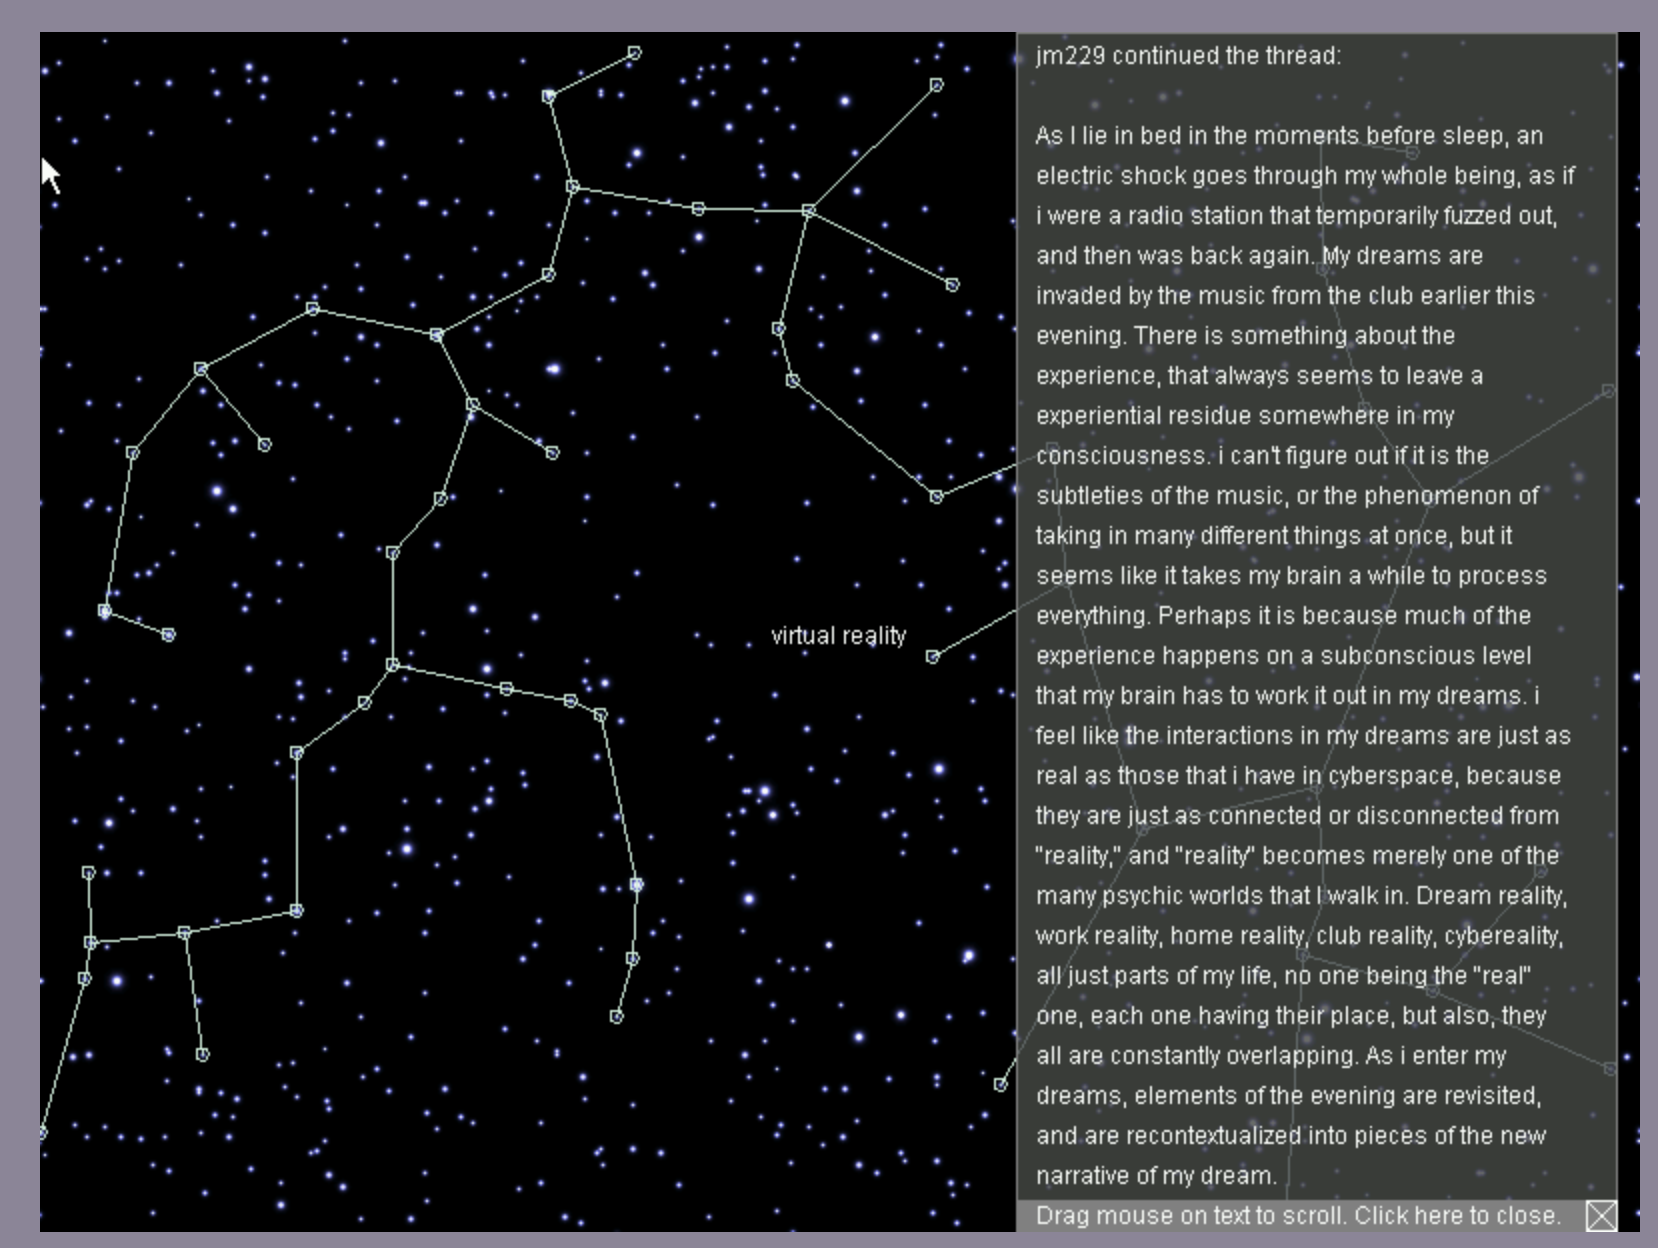 jm229 continued the thread:
As I lie in bed in the moments before sleep, an
electric shock goes through my whole being, as if
i were a radio station that temporarily fuzzed out,
and then was back again. My dreams are
invaded by the music from the club earlier this
evening. There is something about the
experience, that always seems to leave a
experiential residue somewhere in my
consciousness. i can't figure out if it is the
subtleties of the music, or the phenomenon of
taking in many different things at once, but it
seems like it takes my brain a while to process
everything. Perhaps it is because much of the
experience happens on a subconscious level
that my brain has to work it out in my dreams. i
feel like the interactions in my dreams are just as
real as those that i have in cyberspace, because
they are just as connected or disconnected from
"reality," and "reality" becomes merely one of the
many psychic worlds that I walk in. Dream reality,
work reality, home reality, club reality, cybereality,
all just parts of my life, no one being the "real"
one, each one having their place, but also, they
all are constantly overlapping. As i enter my
dreams, elements of the evening are revisited,
and are recontextualized into pieces of the new
narrative of my dream.
Drag mouse on text to scroll. Click here to close.
virtual reality